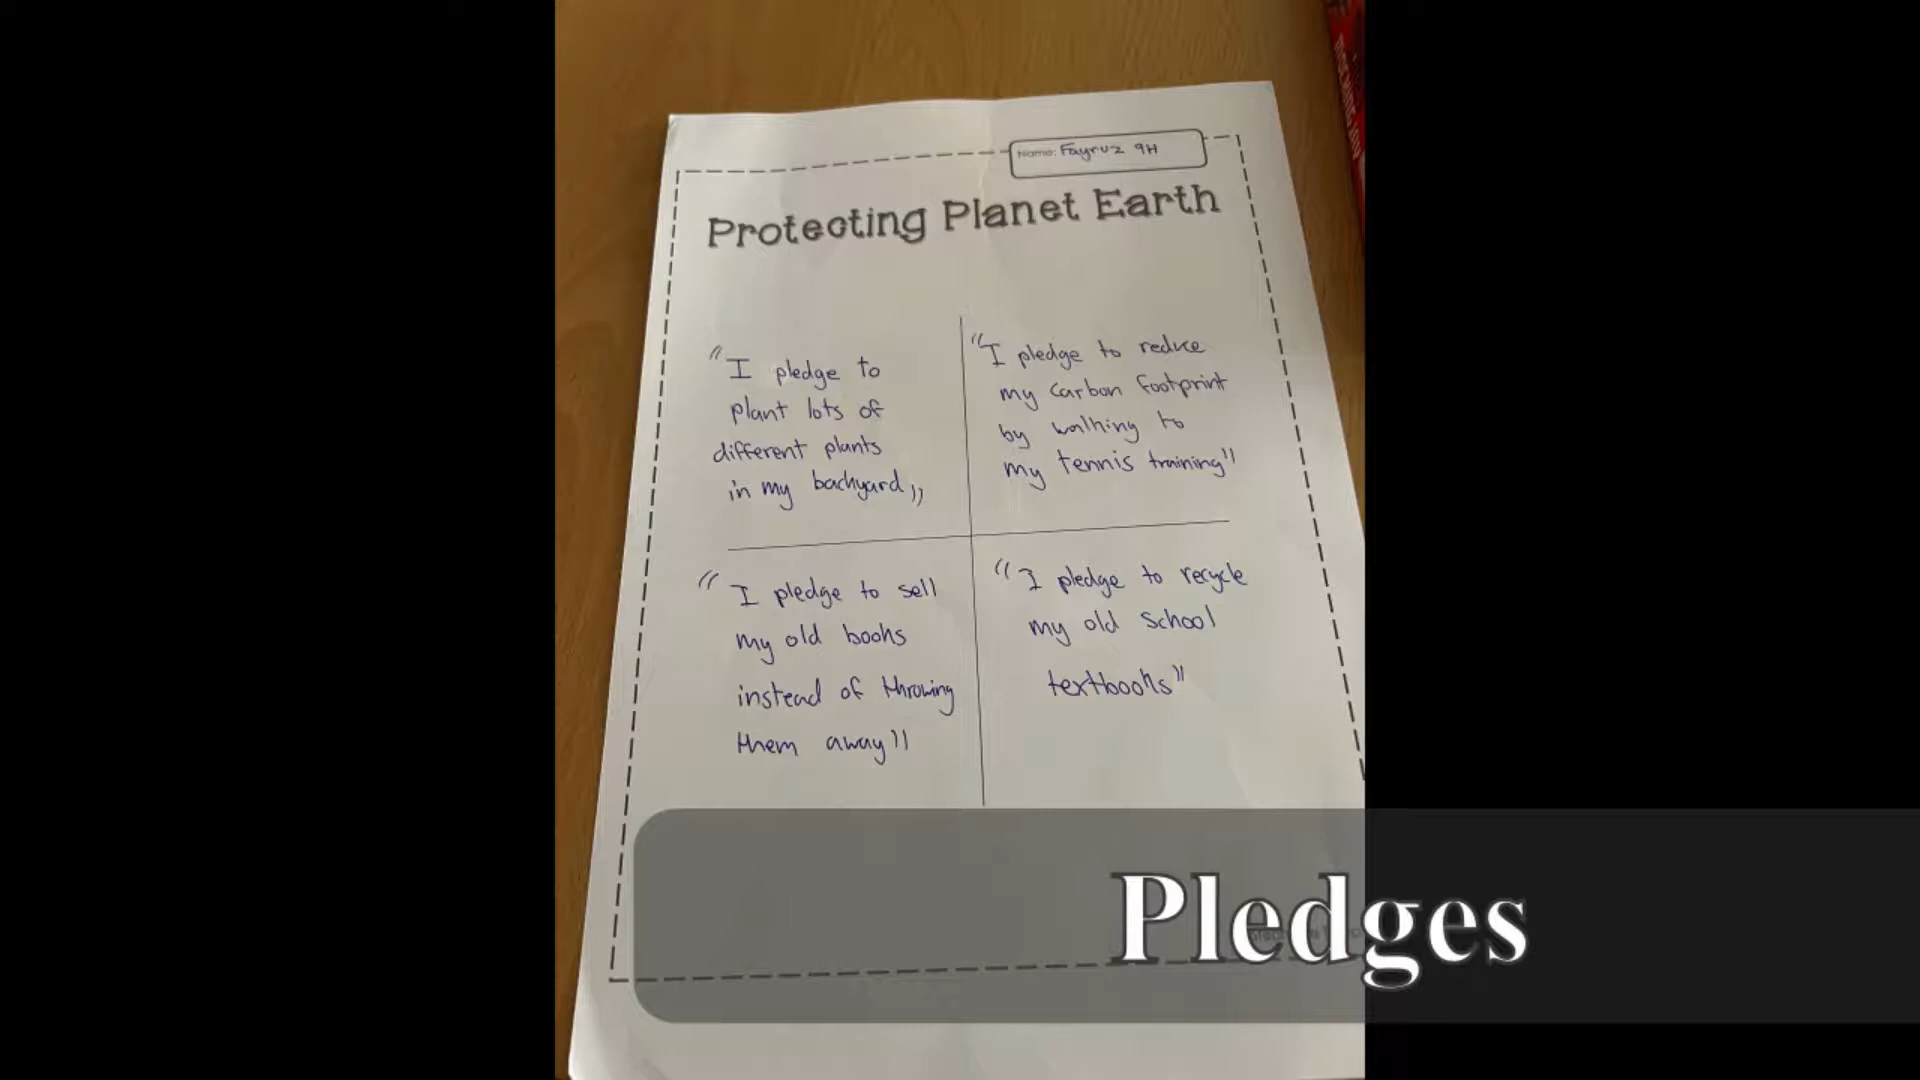 Name: Fayruz 9H
Protecting Planet Earth
"I pledge to
plant lots of
different plants
in my backyard"
"I pledge to reduce
my carbon footprint
by walking to
my tennis training"
"I pledge to sell
my old books
instead of throwing
them away"
"I pledge to recycle
my old school
textbooks"
Pledges